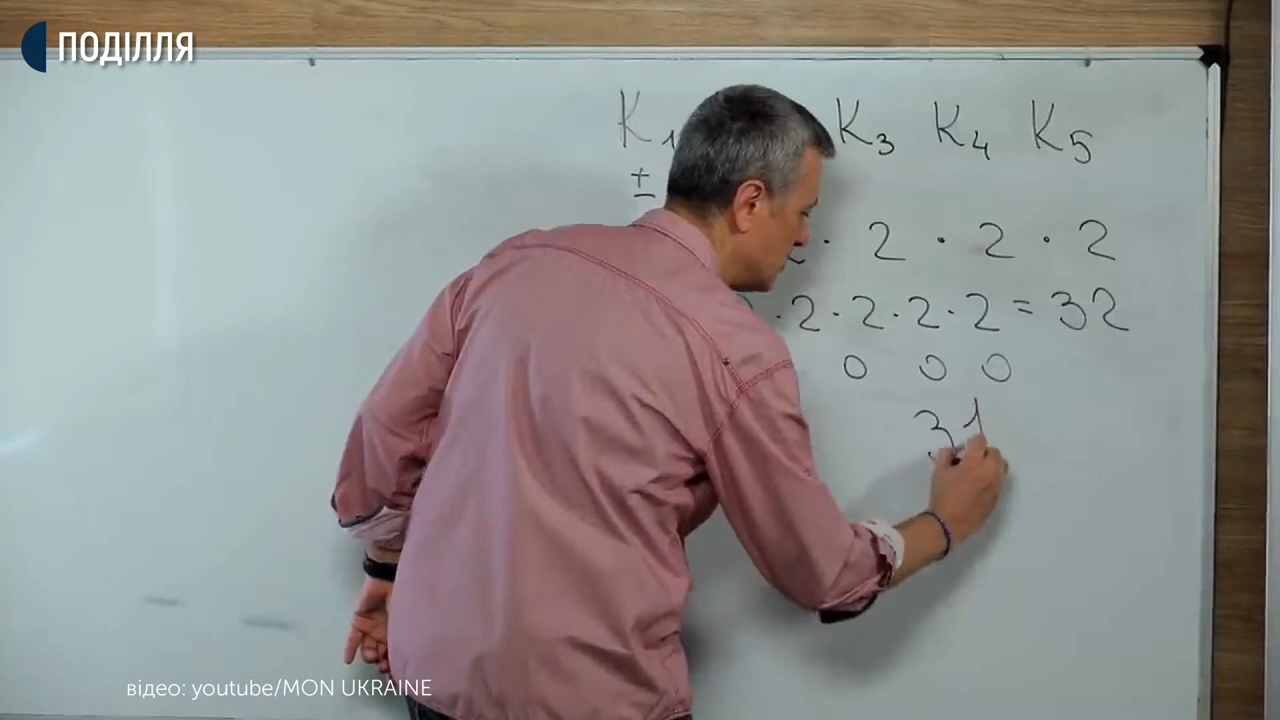 ПОДІЛЛЯ
K₁ K₃ K₄ K₅
±
· 2 · 2 · 2
· 2 · 2 · 2 · 2 = 32
0 0 0
31
відео: youtube/MON UKRAINE